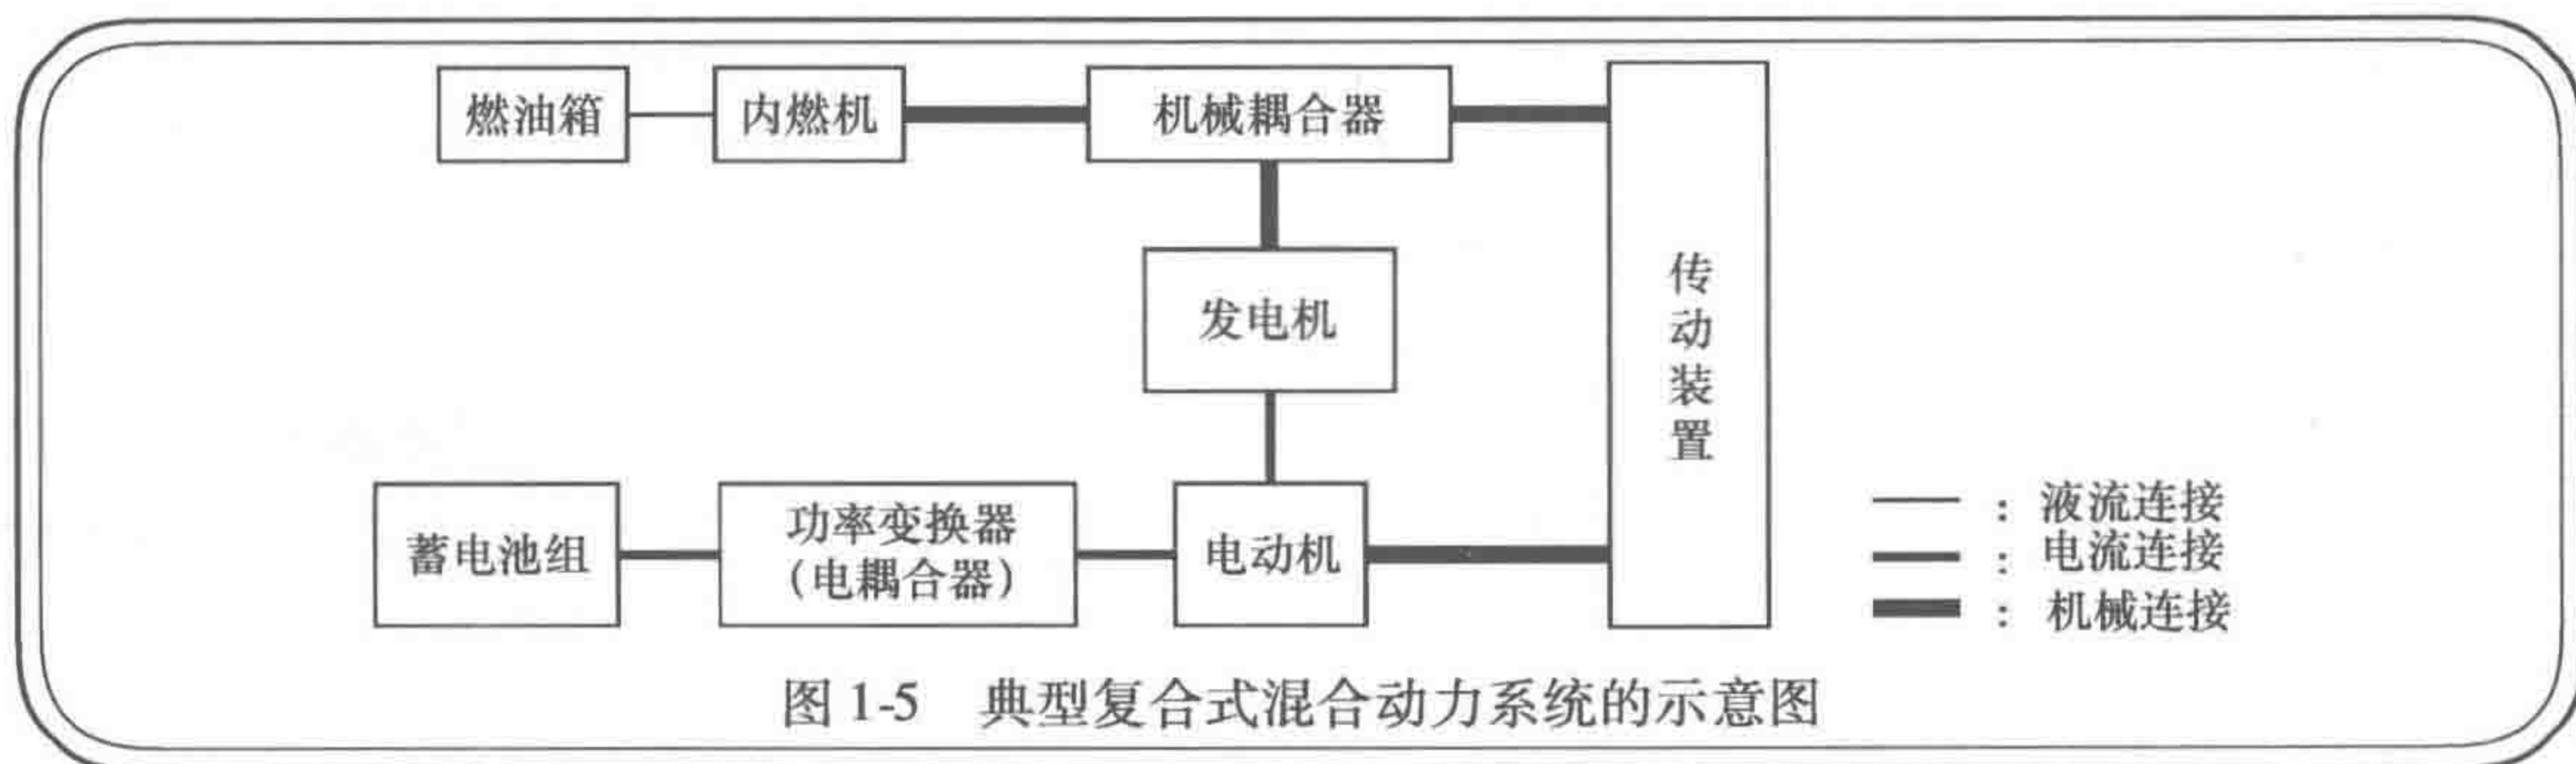 燃油箱
内燃机
机械耦合器
发电机
传动装置
蓄电池组
功率变换器
（电耦合器）
电动机
：液流连接
：电流连接
：机械连接
图 1-5 典型复合式混合动力系统的示意图